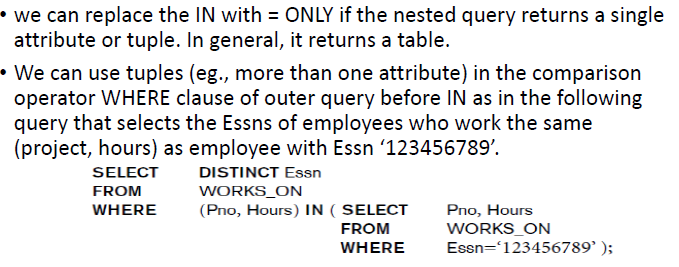 • we can replace the IN with = ONLY if the nested query returns a single
attribute or tuple. In general, it returns a table.
• We can use tuples (eg., more than one attribute) in the comparison
operator WHERE clause of outer query before IN as in the following
query that selects the Essns of employees who work the same
(project, hours) as employee with Essn ‘123456789’.
SELECT DISTINCT Essn
FROM WORKS_ON
WHERE (Pno, Hours) IN ( SELECT Pno, Hours
FROM WORKS_ON
WHERE Essn=‘123456789’ );